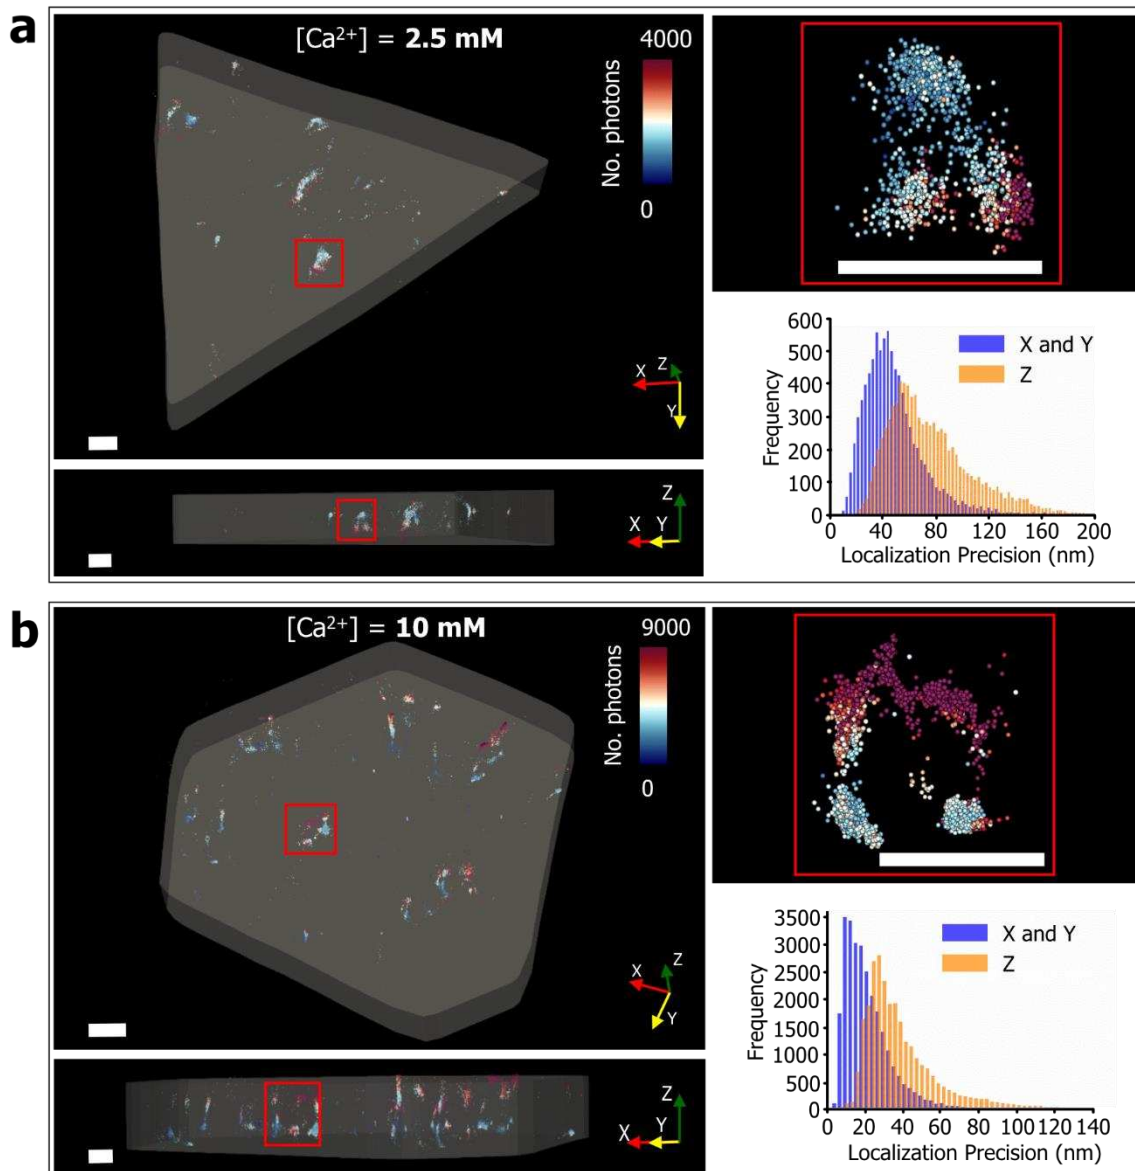 a
[Ca²⁺] = 2.5 mM
4000
No. photons
0
X
Z
Y
Z
X
Y
600
500
400
300
200
100
0
Frequency
X and Y
Z
0
40
80
120
160
200
Localization Precision (nm)
b
[Ca²⁺] = 10 mM
9000
No. photons
0
X
Z
Y
Z
X
Y
3500
3000
2500
2000
1500
1000
500
0
Frequency
X and Y
Z
0 20 40 60 80 100 120 140
Localization Precision (nm)